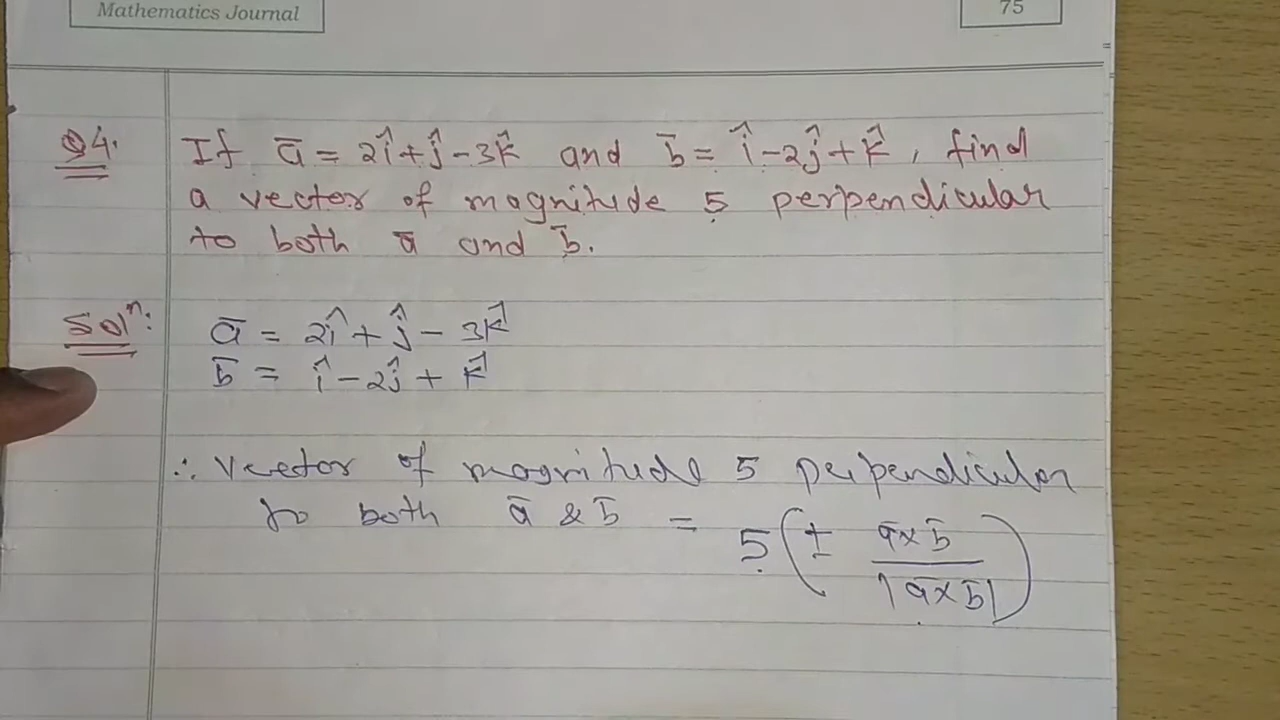 Mathematics Journal
75
Q4. If a̅ = 2î+ĵ-3k̂ and b̅ = î-2ĵ+k̂, find
a vector of magnitude 5 perpendicular
to both a̅ and b̅.
Solⁿ: a̅ = 2î+ĵ-3k̂
b̅ = î-2ĵ+k̂
∴ vector of magnitude 5 perpendicular
to both a̅ & b̅ = 5(± a̅×b̅ / |a̅×b̅|)